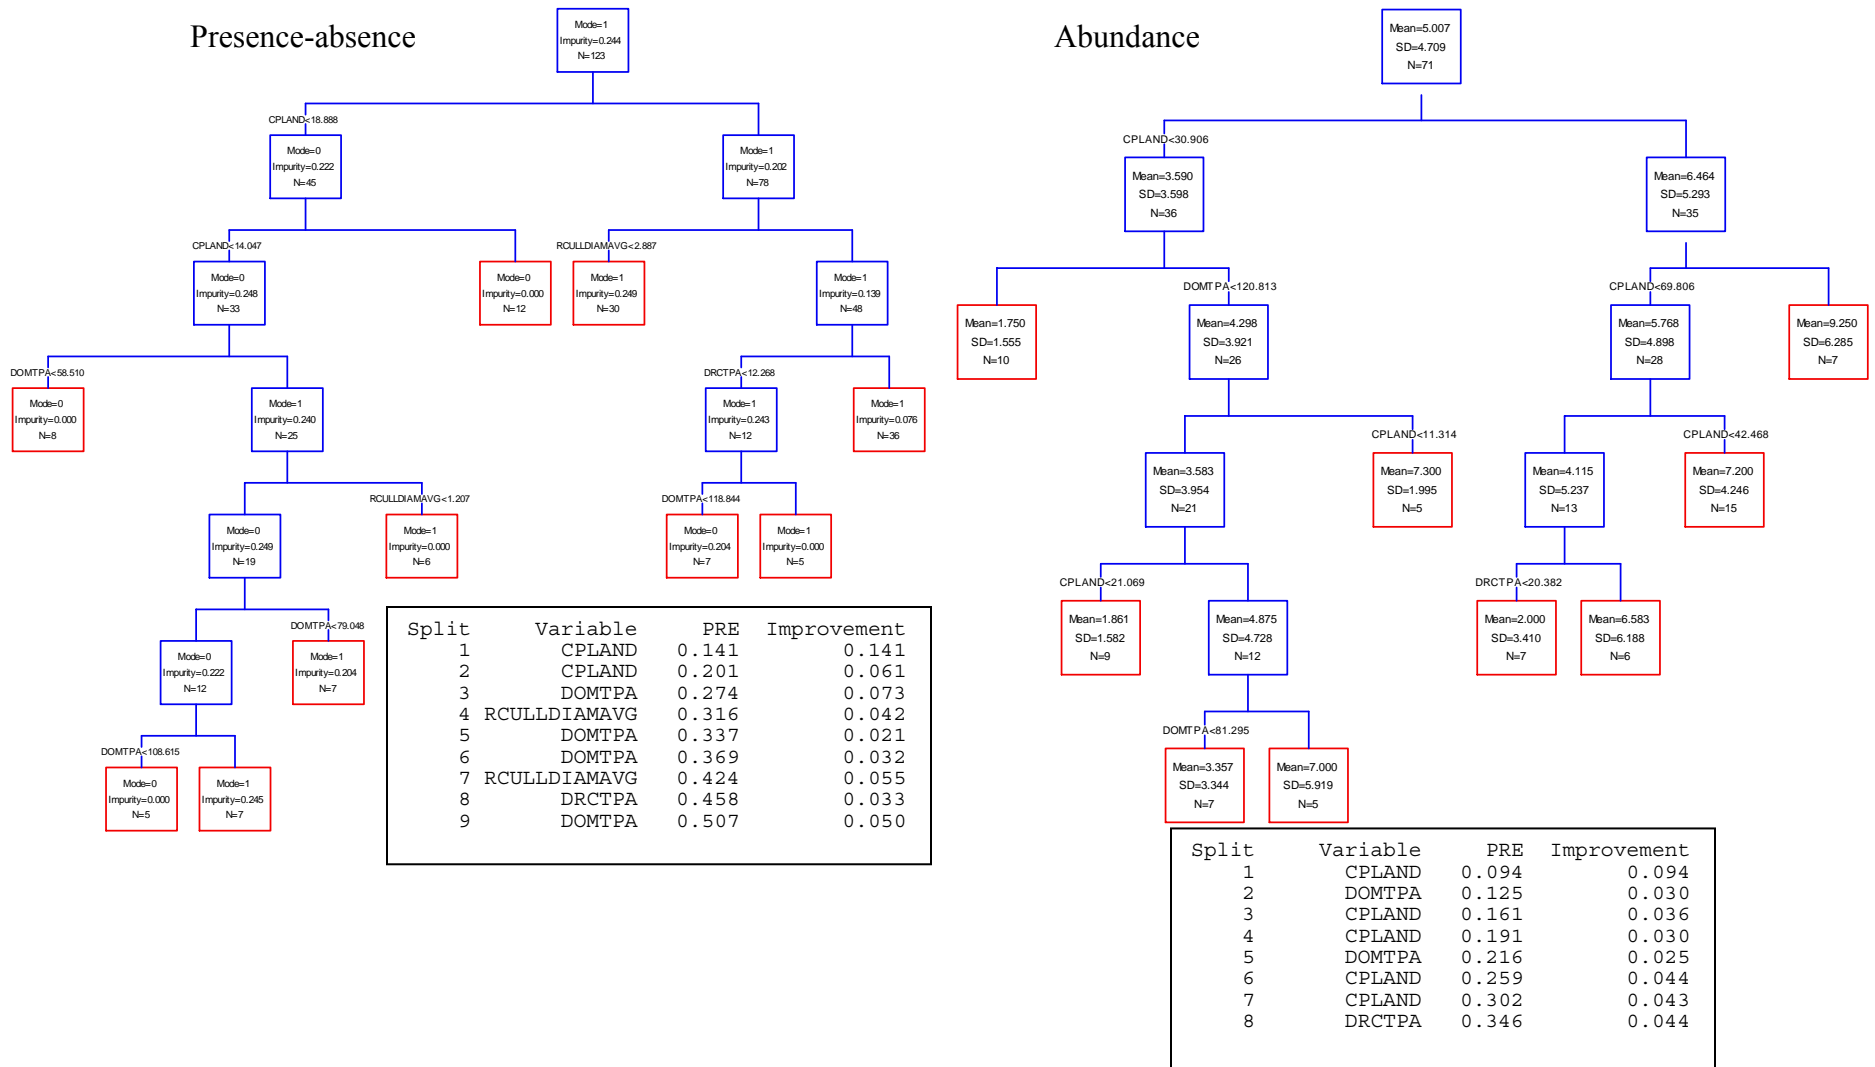 Presence-absence
Mode=1
Impurity=0.244
N=123
CPLAND<18.888
Mode=0
Impurity=0.222
N=45
Mode=1
Impurity=0.202
N=78
CPLAND<14.047
Mode=0
Impurity=0.248
N=33
Mode=0
Impurity=0.000
N=12
RCULLDIAMAVG<2.887
Mode=1
Impurity=0.249
N=30
Mode=1
Impurity=0.139
N=48
DOMTPA<58.510
Mode=0
Impurity=0.000
N=8
Mode=1
Impurity=0.240
N=25
DRCTPA<12.268
Mode=1
Impurity=0.243
N=12
Mode=1
Impurity=0.076
N=36
Mode=0
Impurity=0.249
N=19
RCULLDIAMAVG<1.207
Mode=1
Impurity=0.000
N=6
DOMTPA<118.844
Mode=0
Impurity=0.204
N=7
Mode=1
Impurity=0.000
N=5
Mode=0
Impurity=0.222
N=12
DOMTPA<79.048
Mode=1
Impurity=0.204
N=7
DOMTPA<108.615
Mode=0
Impurity=0.000
N=5
Mode=1
Impurity=0.245
N=7
Split Variable PRE Improvement
1 CPLAND 0.141 0.141
2 CPLAND 0.201 0.061
3 DOMTPA 0.274 0.073
4 RCULLDIAMAVG 0.316 0.042
5 DOMTPA 0.337 0.021
6 DOMTPA 0.369 0.032
7 RCULLDIAMAVG 0.424 0.055
8 DRCTPA 0.458 0.033
9 DOMTPA 0.507 0.050
Abundance
Mean=5.007
SD=4.709
N=71
CPLAND<30.906
Mean=3.590
SD=3.598
N=36
Mean=6.464
SD=5.293
N=35
Mean=1.750
SD=1.555
N=10
DOMTPA<120.813
Mean=4.298
SD=3.921
N=26
CPLAND<69.806
Mean=5.768
SD=4.898
N=28
Mean=9.250
SD=6.285
N=7
Mean=3.583
SD=3.954
N=21
CPLAND<11.314
Mean=7.300
SD=1.995
N=5
Mean=4.115
SD=5.237
N=13
CPLAND<42.468
Mean=7.200
SD=4.246
N=15
CPLAND<21.069
Mean=1.861
SD=1.582
N=9
Mean=4.875
SD=4.728
N=12
DRCTPA<20.382
Mean=2.000
SD=3.410
N=7
Mean=6.583
SD=6.188
N=6
DOMTPA<81.295
Mean=3.357
SD=3.344
N=7
Mean=7.000
SD=5.919
N=5
Split Variable PRE Improvement
1 CPLAND 0.094 0.094
2 DOMTPA 0.125 0.030
3 CPLAND 0.161 0.036
4 CPLAND 0.191 0.030
5 DOMTPA 0.216 0.025
6 CPLAND 0.259 0.044
7 CPLAND 0.302 0.043
8 DRCTPA 0.346 0.044